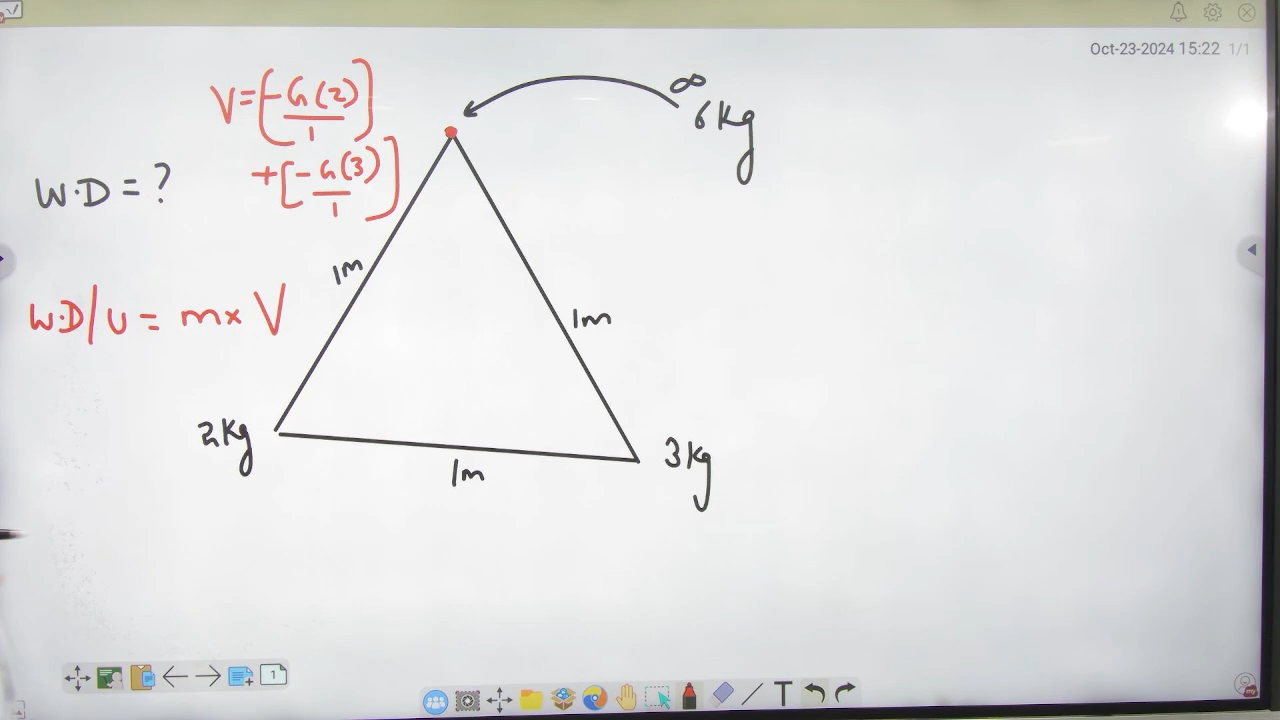 Oct-23-2024 15:22 1/1
V=[-G(2)/1]
+[-G(3)/1]
∞
6kg
W.D = ?
1m
1m
W.D/U = m x V
2kg
3kg
1m
1
T